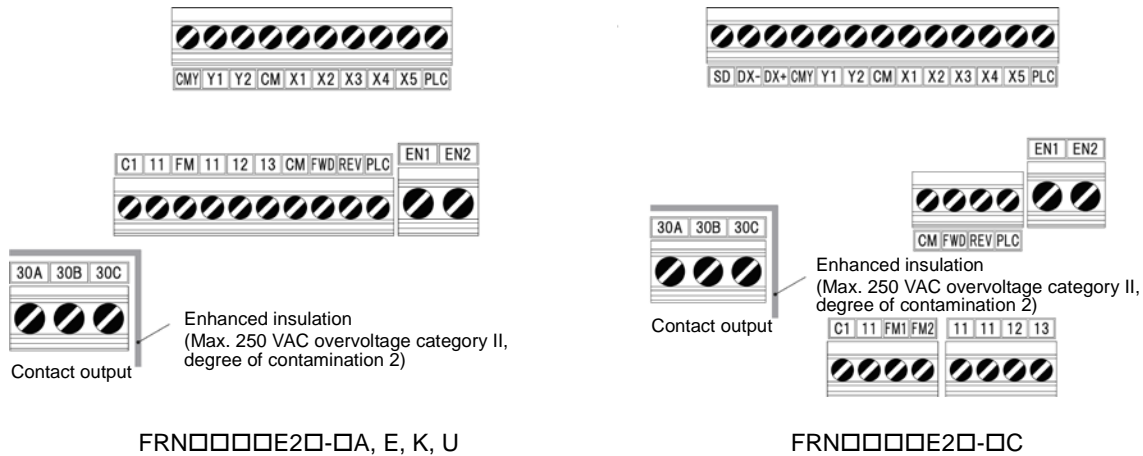 CMY Y1 Y2 CM X1 X2 X3 X4 X5 PLC
C1 11 FM 11 12 13 CM FWD REV PLC
EN1 EN2
30A 30B 30C
Contact output
Enhanced insulation
(Max. 250 VAC overvoltage category II,
degree of contamination 2)
FRN□□□□E2□-□A, E, K, U
SD DX- DX+ CMY Y1 Y2 CM X1 X2 X3 X4 X5 PLC
EN1 EN2
CM FWD REV PLC
30A 30B 30C
Contact output
Enhanced insulation
(Max. 250 VAC overvoltage category II,
degree of contamination 2)
C1 11 FM1 FM2
11 11 12 13
FRN□□□□E2□-□C